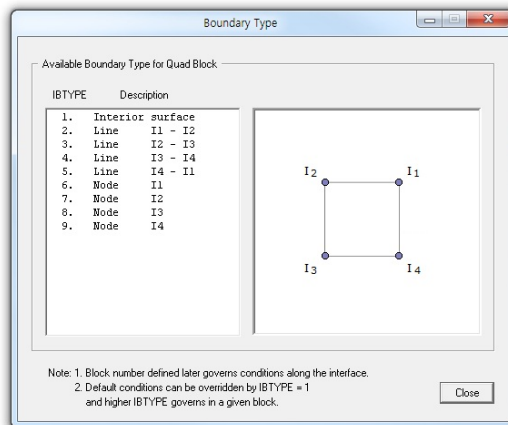 Boundary Type
Available Boundary Type for Quad Block
IBTYPE Description
1. Interior surface
2. Line I1 - I2
3. Line I2 - I3
4. Line I3 - I4
5. Line I4 - I1
6. Node I1
7. Node I2
8. Node I3
9. Node I4
I2 I1
I3 I4
Note: 1. Block number defined later governs conditions along the interface.
2. Default conditions can be overridden by IBTYPE = 1
and higher IBTYPE governs in a given block.
Close